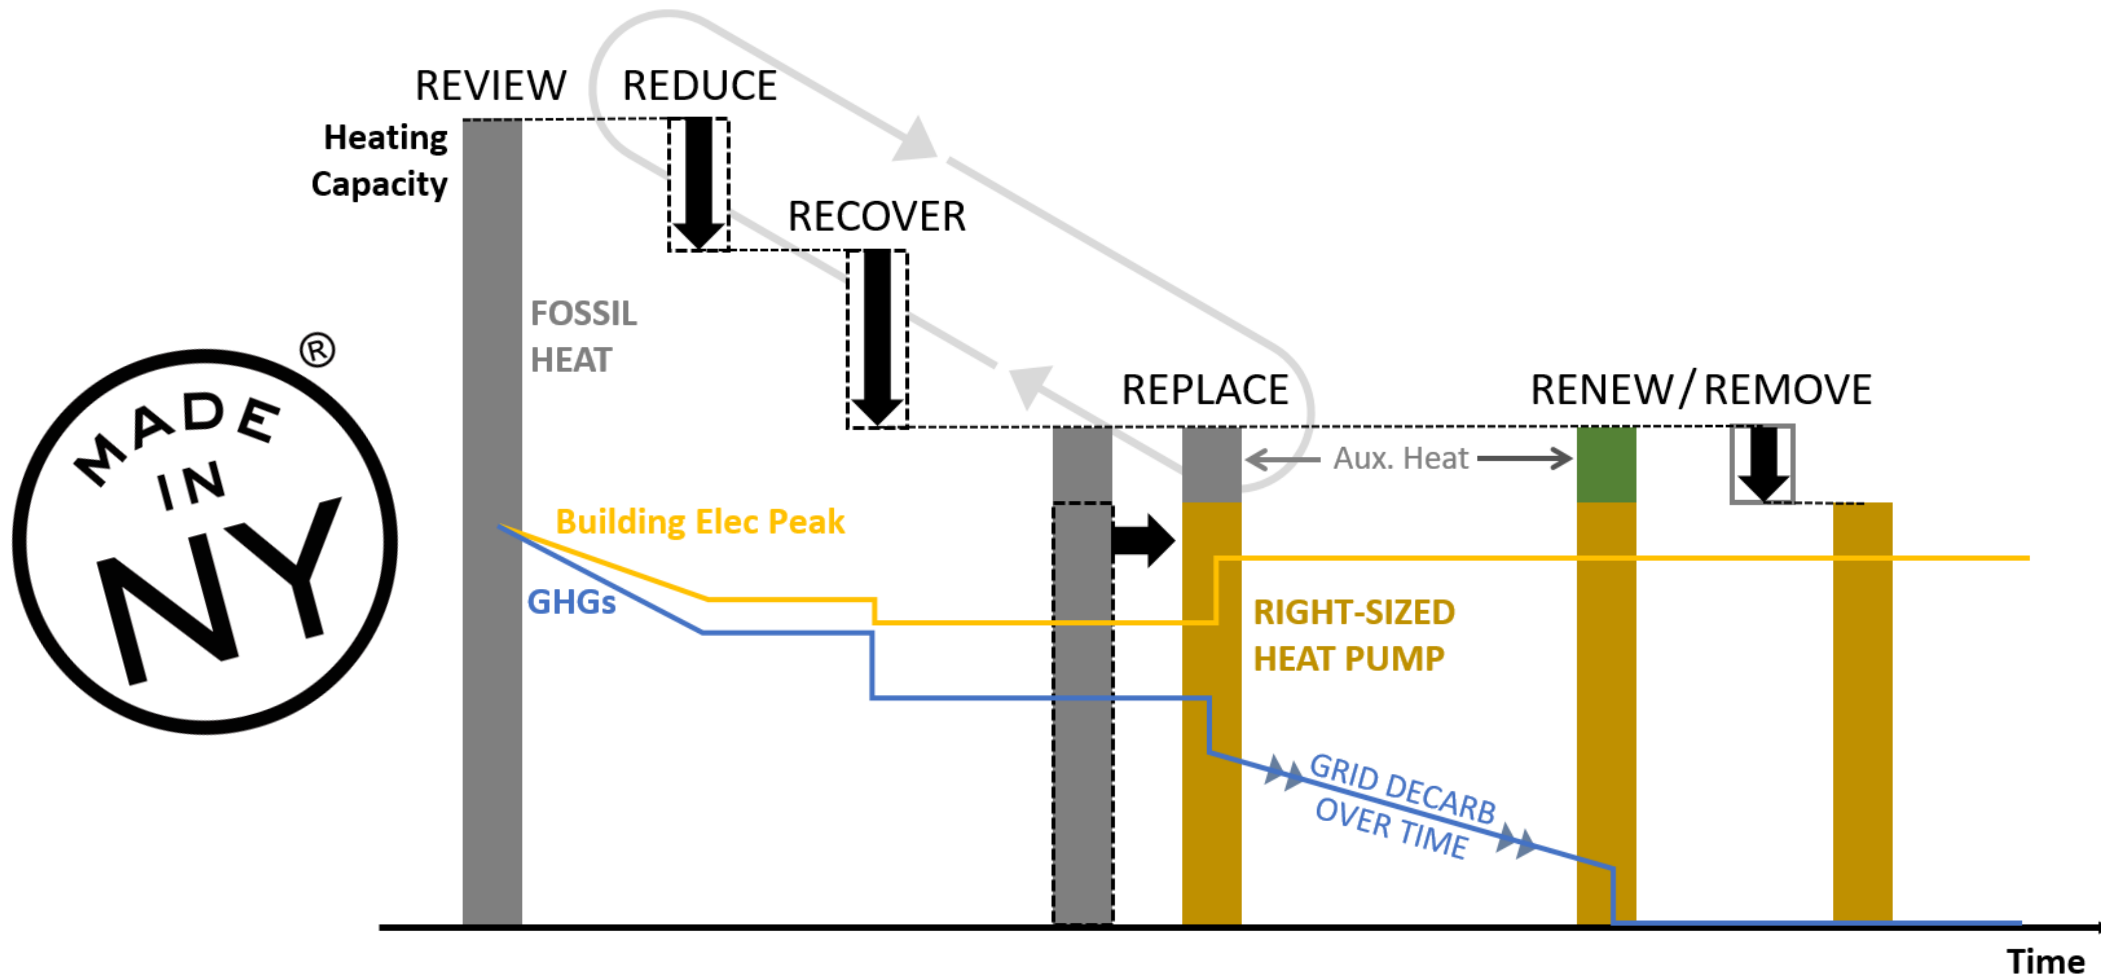 REVIEW
REDUCE
Heating
Capacity
RECOVER
FOSSIL
HEAT
®
MADE
IN
NY
REPLACE
RENEW / REMOVE
Aux. Heat
Building Elec Peak
GHGs
RIGHT-SIZED
HEAT PUMP
GRID DECARB
OVER TIME
Time